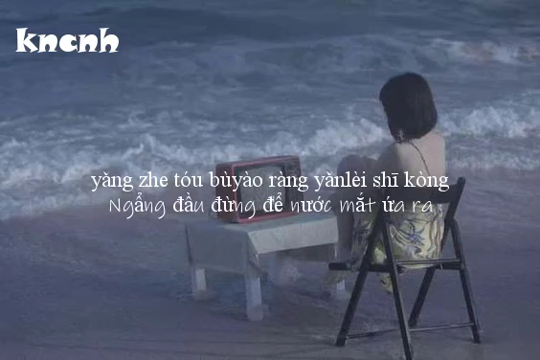 kncnh
yǎng zhe tóu bùyào ràng yǎnlèi shī kòng
Ngẩng đầu đừng để nước mắt ứa ra